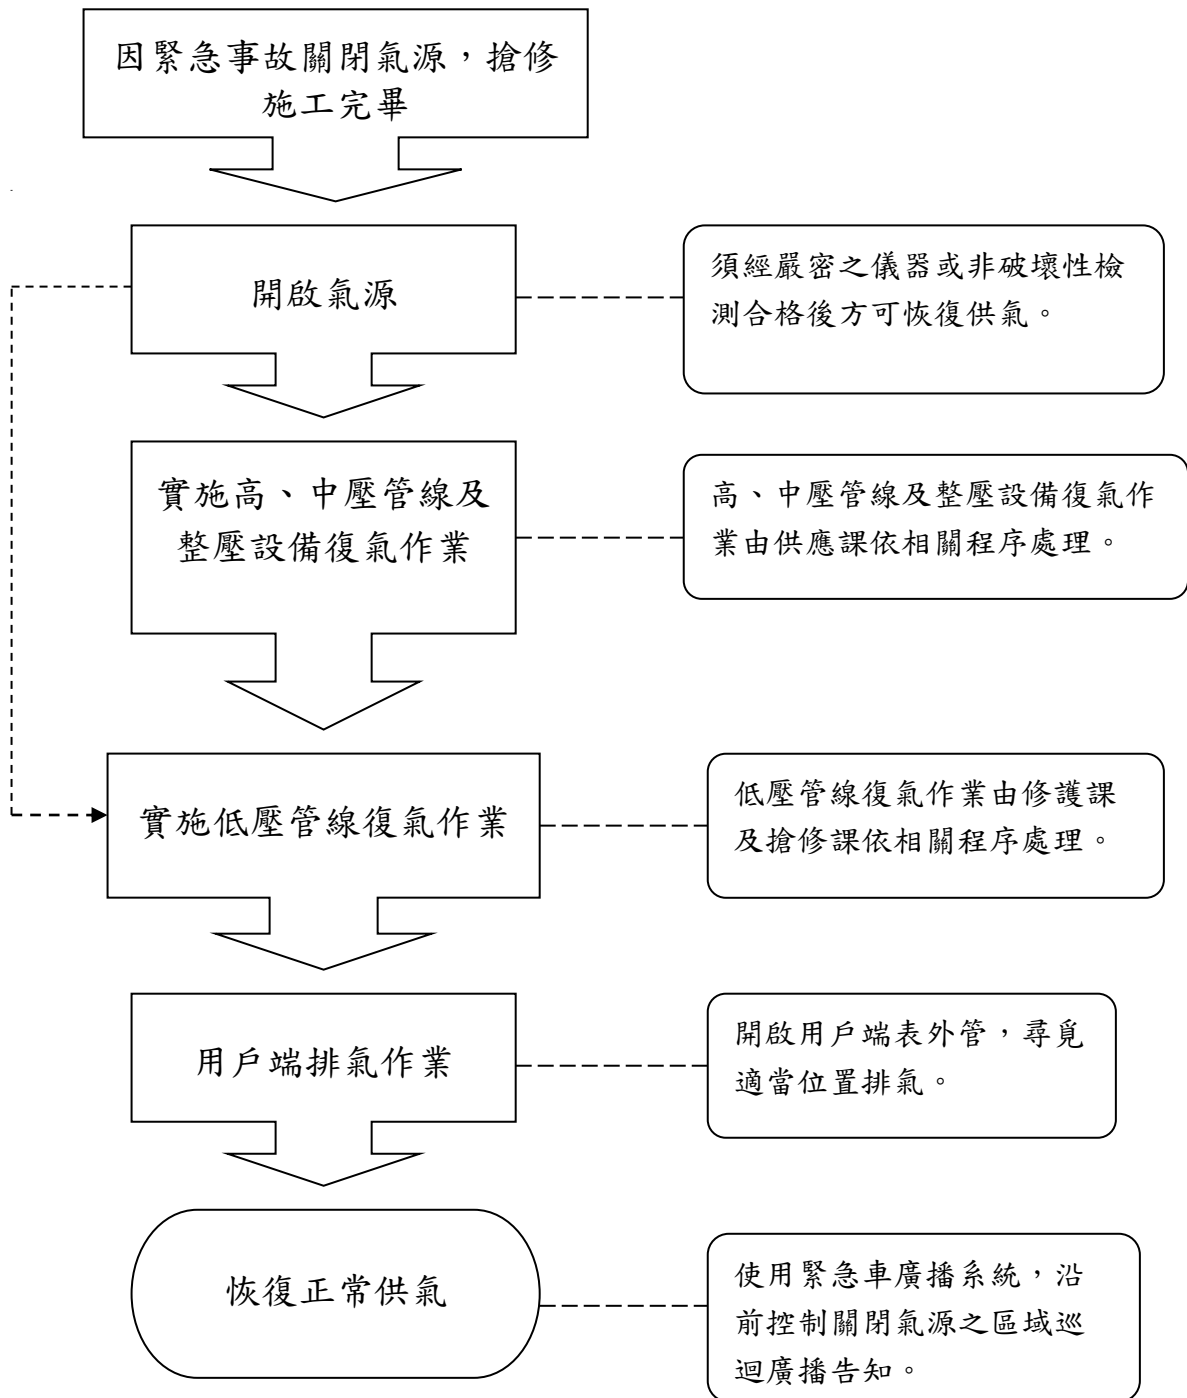 因緊急事故關閉氣源，搶修
施工完畢
開啟氣源
須經嚴密之儀器或非破壞性檢
測合格後方可恢復供氣。
實施高、中壓管線及
整壓設備復氣作業
高、中壓管線及整壓設備復氣作
業由供應課依相關程序處理。
實施低壓管線復氣作業
低壓管線復氣作業由修護課
及搶修課依相關程序處理。
用戶端排氣作業
開啟用戶端表外管，尋覓
適當位置排氣。
恢復正常供氣
使用緊急車廣播系統，沿
前控制關閉氣源之區域巡
迴廣播告知。